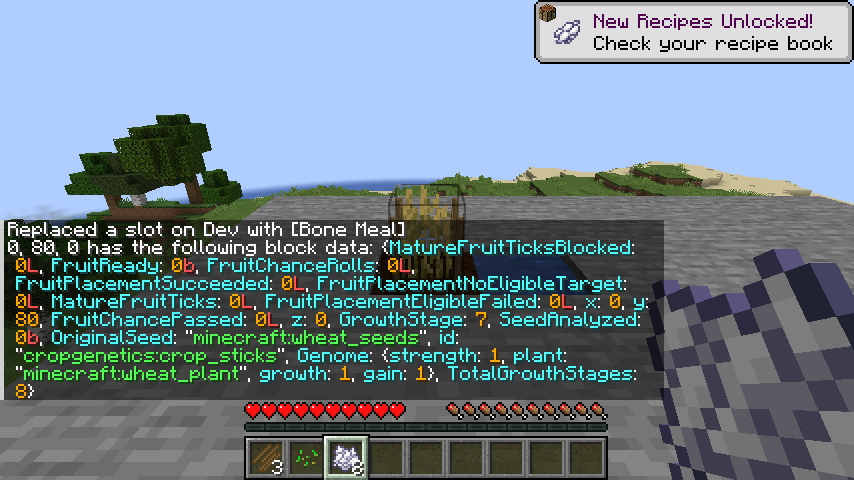 New Recipes Unlocked!
Check your recipe book
Replaced a slot on Dev with [Bone Meal]
0, 80, 0 has the following block data: {MatureFruitTicksBlocked:
0L, FruitReady: 0b, FruitChanceRolls: 0L,
FruitPlacementSucceeded: 0L, FruitPlacementNoEligibleTarget:
0L, MatureFruitTicks: 0L, FruitPlacementEligibleFailed: 0L, x: 0, y:
80, FruitChancePassed: 0L, z: 0, GrowthStage: 7, SeedAnalyzed:
0b, OriginalSeed: "minecraft:wheat_seeds", id:
"cropgenetics:crop_sticks", Genome: {strength: 1, plant:
"minecraft:wheat_plant", growth: 1, gain: 1}, TotalGrowthStages:
8}
3
8